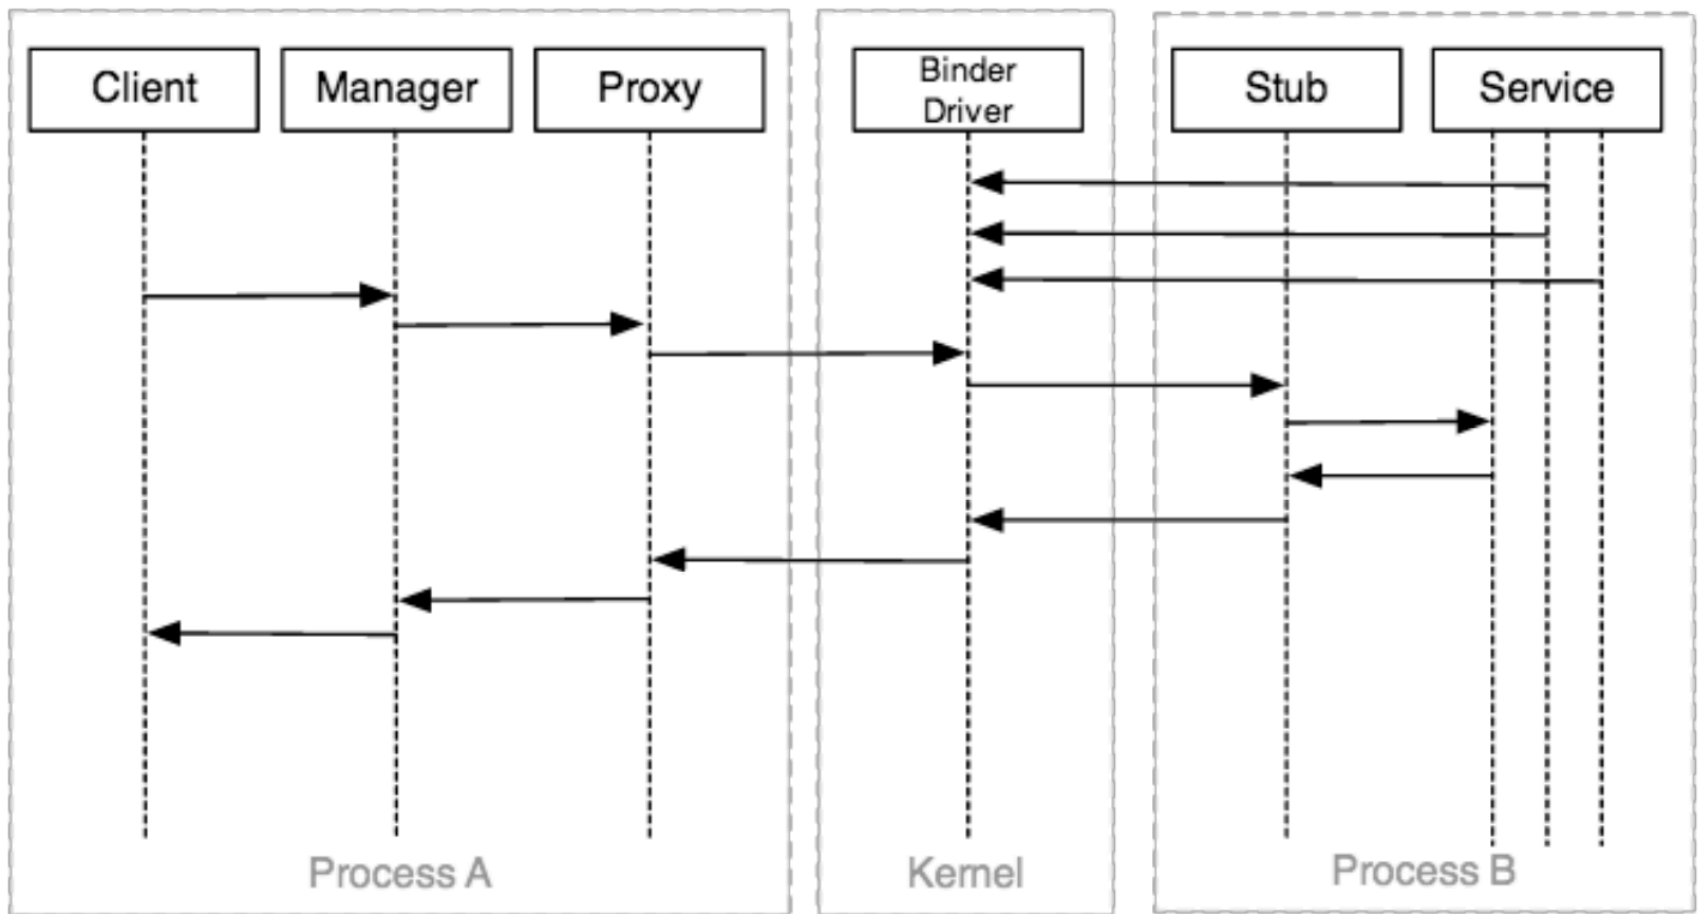 Client
Manager
Proxy
Binder
Driver
Stub
Service
Process A
Kernel
Process B